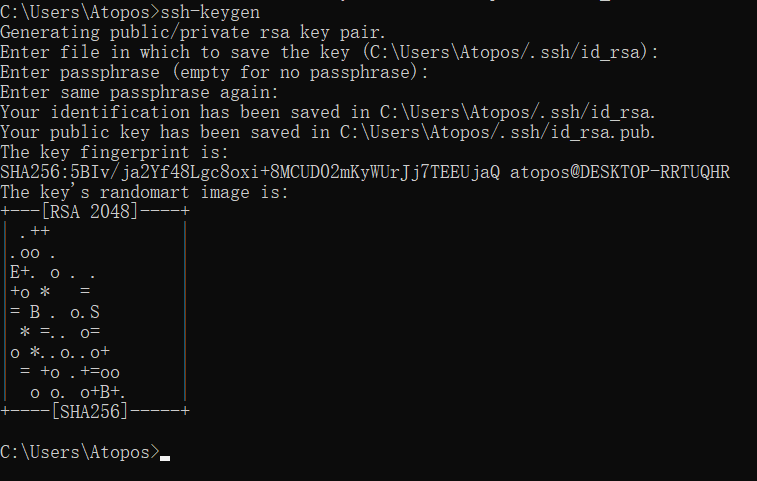 C:\Users\Atopos>ssh-keygen
Generating public/private rsa key pair.
Enter file in which to save the key (C:\Users\Atopos/.ssh/id_rsa):
Enter passphrase (empty for no passphrase):
Enter same passphrase again:
Your identification has been saved in C:\Users\Atopos/.ssh/id_rsa.
Your public key has been saved in C:\Users\Atopos/.ssh/id_rsa.pub.
The key fingerprint is:
SHA256:5BIv/ja2Yf48Lgc8oxi+8MCUD02mKyWUrJj7TEEUjaQ atopos@DESKTOP-RRTUQHR
The key's randomart image is:
+---[RSA 2048]----+
| .++             |
|.oo .            |
|E+. o . .        |
|+o *   =         |
|= B . o.S        |
| * =.. o=        |
|o *..o..o+       |
| = +o .+=oo      |
|  o o. o+B+.     |
+----[SHA256]-----+
C:\Users\Atopos>